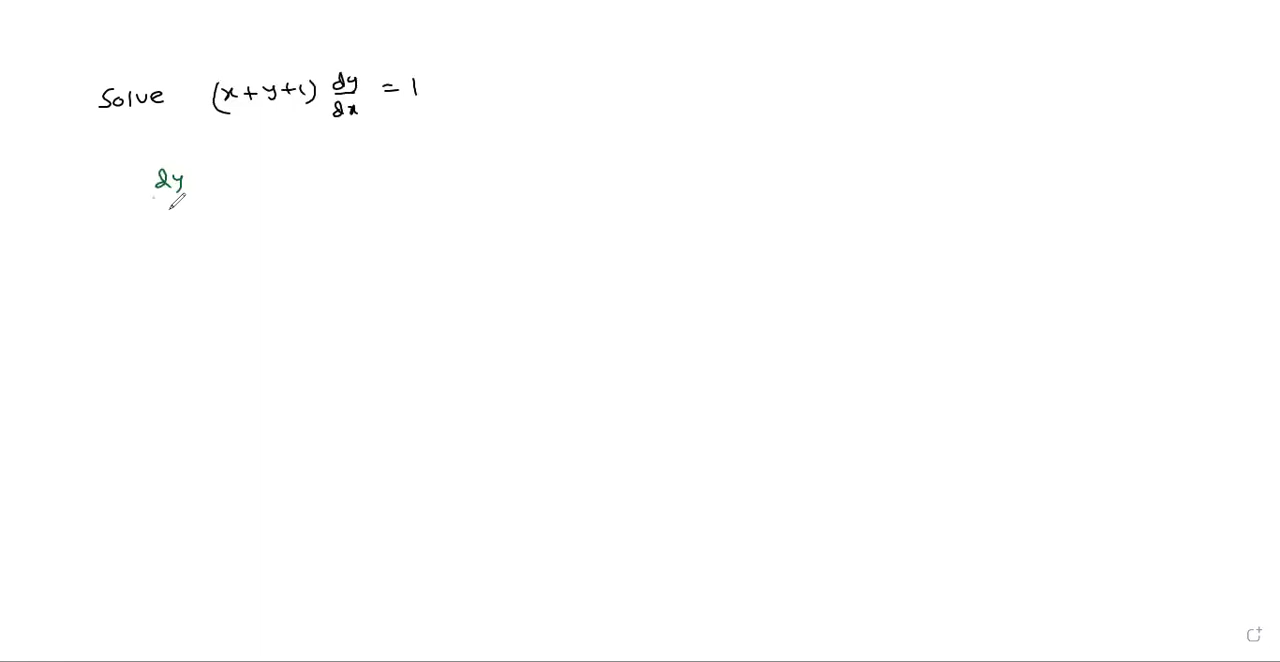 Solve (x+y+1) dy/dx = 1
dy